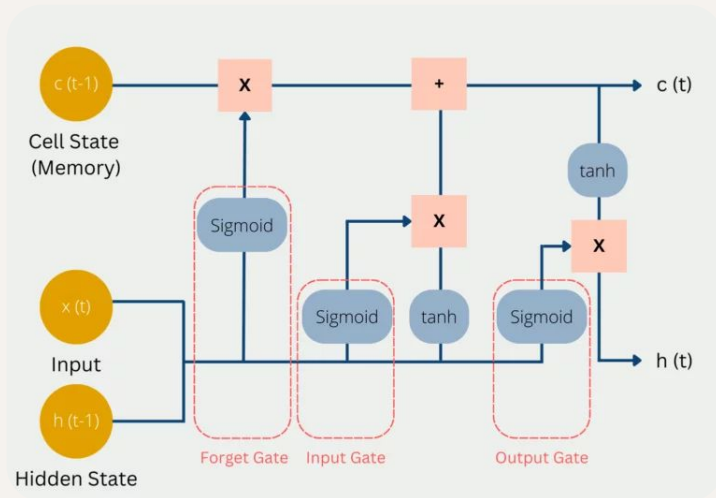 c (t-1)
X
+
c (t)
Cell State
(Memory)
tanh
Sigmoid
X
X
x (t)
Sigmoid
tanh
Sigmoid
Input
h (t)
h (t-1)
Forget Gate
Input Gate
Output Gate
Hidden State